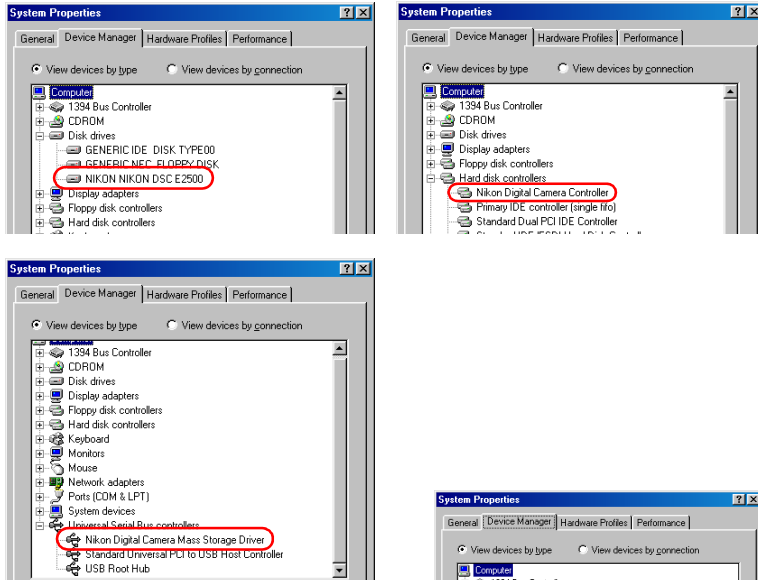 System Properties
General Device Manager Hardware Profiles Performance
View devices by type View devices by connection
Computer
1394 Bus Controller
CDROM
Disk drives
GENERIC IDE DISK TYPE00
GENERIC NEC FLOPPY DISK
NIKON NIKON DSC E2500
Display adapters
Floppy disk controllers
Hard disk controllers
System Properties
General Device Manager Hardware Profiles Performance
View devices by type View devices by connection
Computer
1394 Bus Controller
CDROM
Disk drives
Display adapters
Floppy disk controllers
Hard disk controllers
Nikon Digital Camera Controller
Primary IDE controller (single fifo)
Standard Dual PCI IDE Controller
System Properties
General Device Manager Hardware Profiles Performance
View devices by type View devices by connection
1394 Bus Controller
CDROM
Disk drives
Display adapters
Floppy disk controllers
Hard disk controllers
Keyboard
Monitors
Mouse
Network adapters
Ports (COM & LPT)
System devices
Universal Serial Bus controllers
Nikon Digital Camera Mass Storage Driver
Standard Universal PCI to USB Host Controller
USB Root Hub
System Properties
General Device Manager Hardware Profiles Performance
View devices by type View devices by connection
Computer